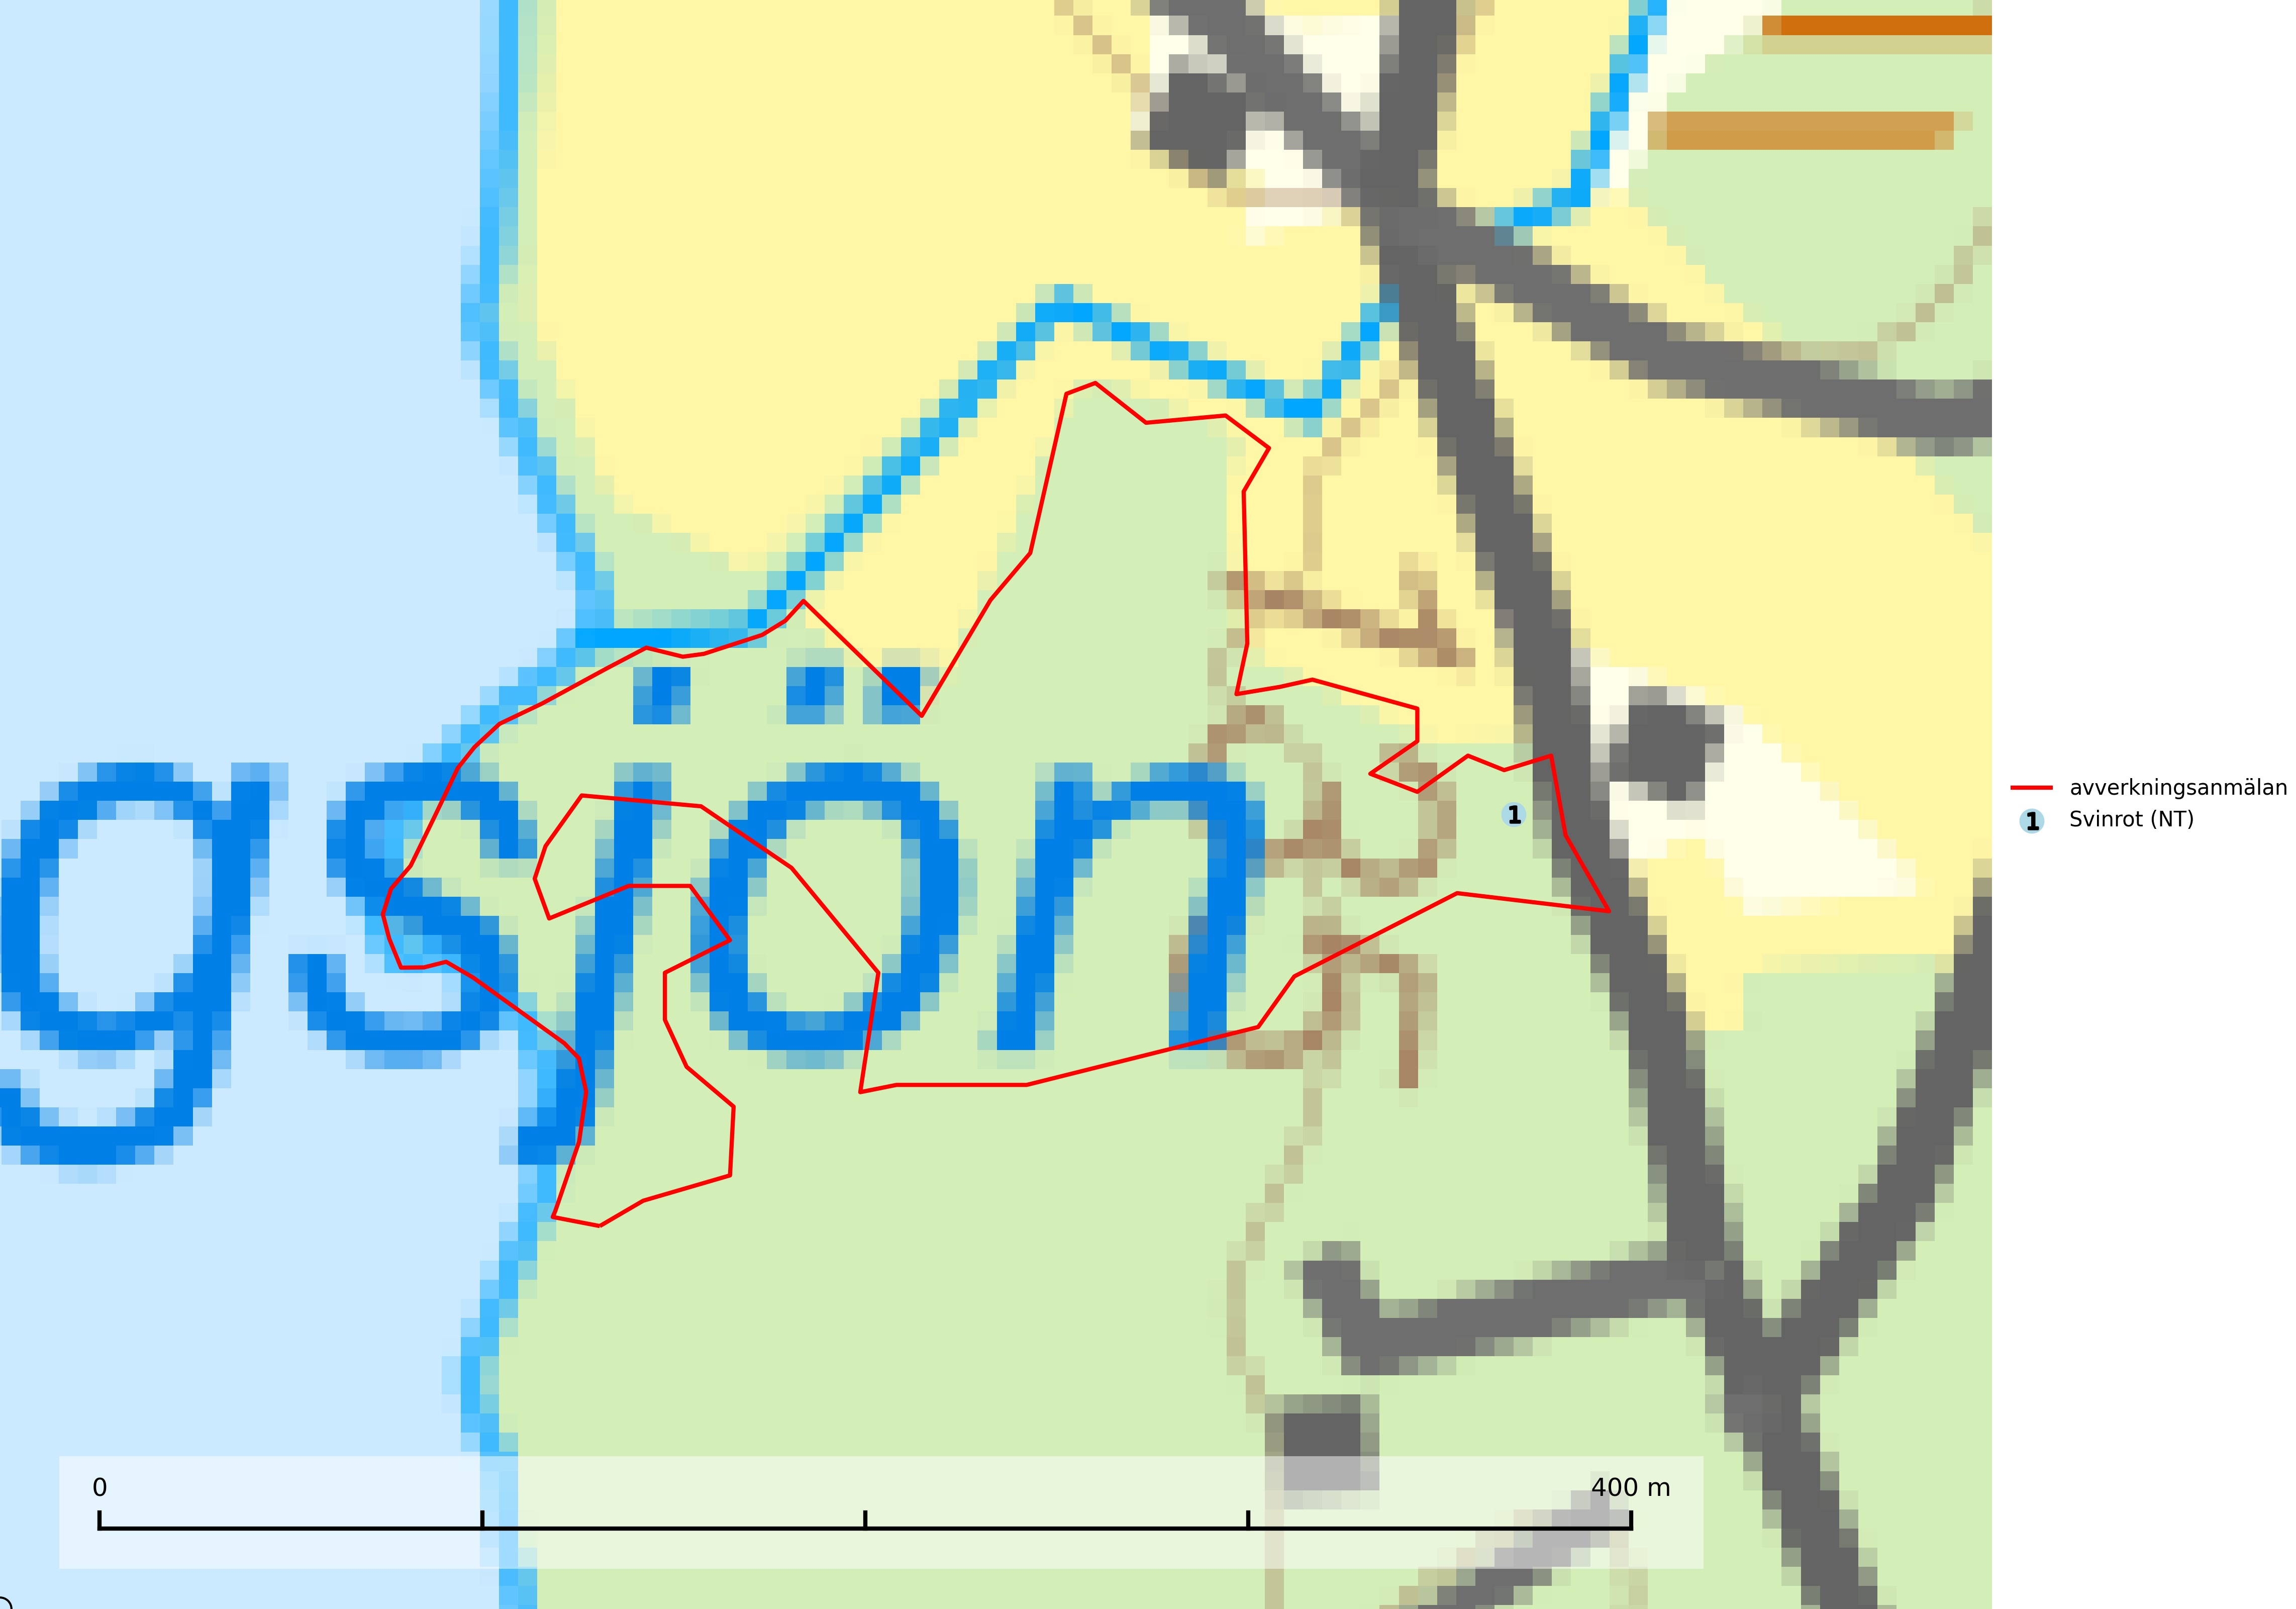 gsjön
1
avverkningsanmälan
1 Svinrot (NT)
0 400 m